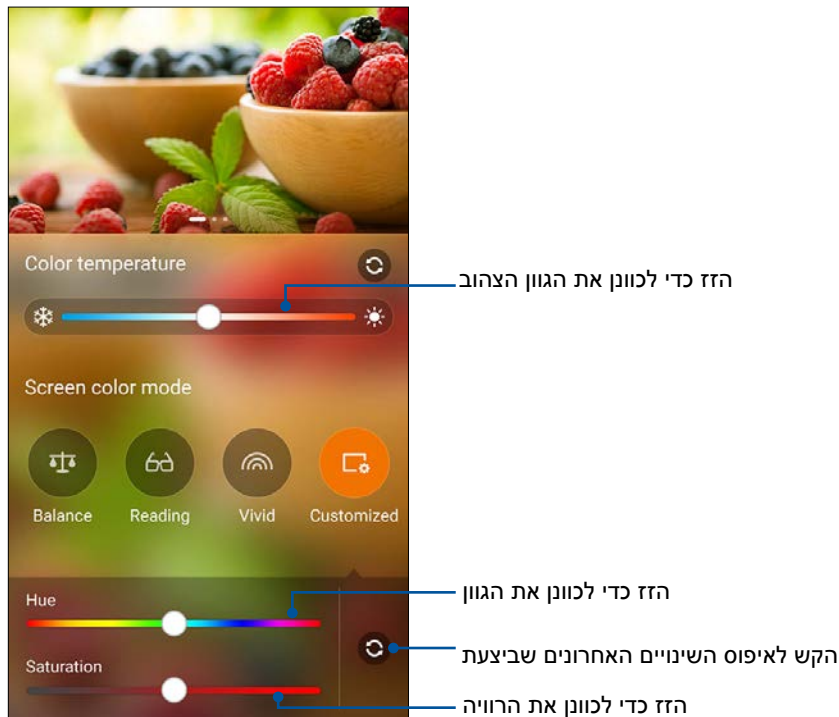 Color temperature
הזז כדי לכוונן את הגוון הצהוב
Screen color mode
Balance
Reading
Vivid
Customized
Hue
הזז כדי לכוונן את הגוון
הקש לאיפוס השינויים האחרונים שביצעת
Saturation
הזז כדי לכוונן את הרוויה